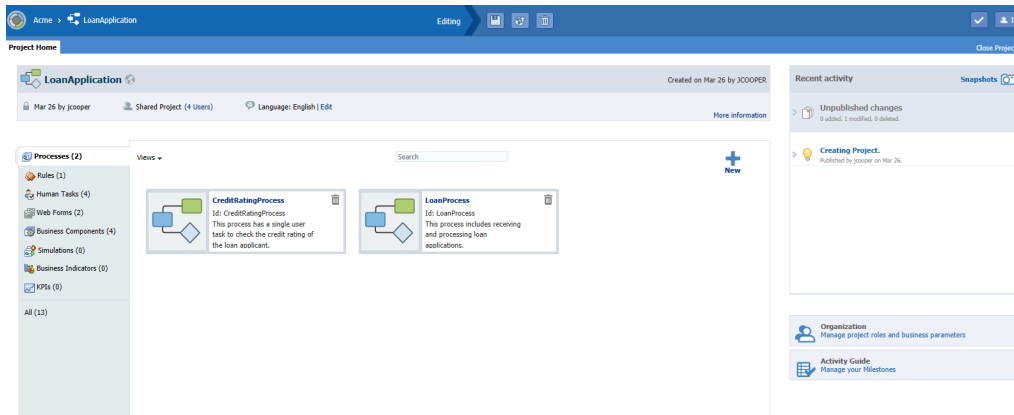 Acme > LoanApplication
Editing
Project Home
LoanApplication
Created on Mar 26 by JCOOPER
Mar 26 by jcooper
Shared Project (4 Users)
Language: English | Edit
More information
Processes (2)
Rules (1)
Human Tasks (4)
Web Forms (2)
Business Components (4)
Simulations (0)
Business Indicators (0)
KPIs (0)
All (13)
Views
Search
New
CreditRatingProcess
Id: CreditRatingProcess
This process has a single user
task to check the credit rating of
the loan applicant.
LoanProcess
Id: LoanProcess
This process includes receiving
and processing loan
applications.
Close Projec
Recent activity
Snapshots
Unpublished changes
0 added, 1 modified, 0 deleted.
Creating Project.
Published by jcooper on Mar 26.
Organization
Manage project roles and business parameters
Activity Guide
Manage your Milestones